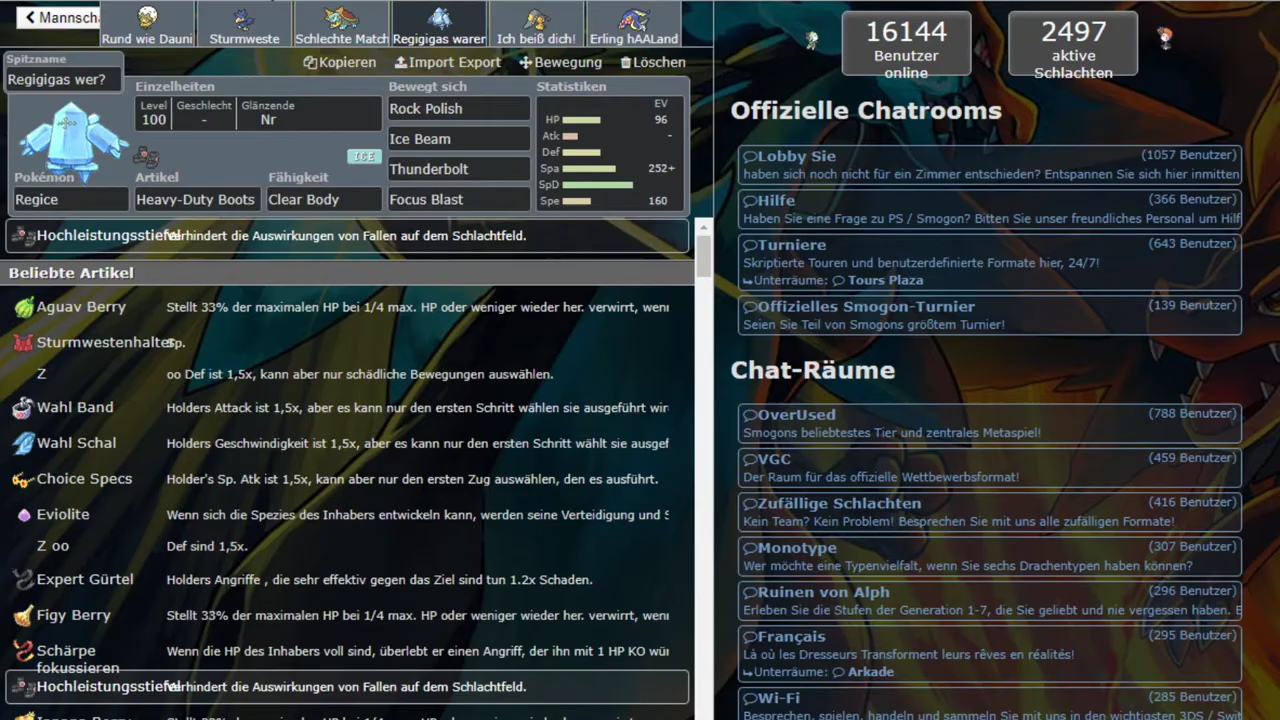 Mannsch
Rund wie Dauni
Sturmweste
Schlechte Match
Regigigas waren
Ich beiß dich!
Erling hAALand
Spitzname
Regigigas wer?
Kopieren
Import Export
Bewegung
Löschen
Einzelheiten
Level
100
Geschlecht
-
Glänzende
Nr
ICE
Pokémon
Regice
Artikel
Heavy-Duty Boots
Fähigkeit
Clear Body
Bewegt sich
Rock Polish
Ice Beam
Thunderbolt
Focus Blast
Statistiken
EV
HP 96
Atk -
Def
Spa 252+
SpD
Spe 160
Hochleistungsstiefel
Verhindert die Auswirkungen von Fallen auf dem Schlachtfeld.
Beliebte Artikel
Aguav Berry Stellt 33% der maximalen HP bei 1/4 max. HP oder weniger wieder her. verwirrt, wenn
Sturmwestenhalter Sp.
Z oo Def ist 1,5x, kann aber nur schädliche Bewegungen auswählen.
Wahl Band Holders Attack ist 1,5x, aber es kann nur den ersten Schritt wählen sie ausgeführt wir
Wahl Schal Holders Geschwindigkeit ist 1,5x, aber es kann nur den ersten Schritt wählt sie ausgef
Choice Specs Holder's Sp. Atk ist 1,5x, kann aber nur den ersten Zug auswählen, den es ausführt.
Eviolite Wenn sich die Spezies des Inhabers entwickeln kann, werden seine Verteidigung und S
Z oo Def sind 1,5x.
Expert Gürtel Holders Angriffe , die sehr effektiv gegen das Ziel sind tun 1.2x Schaden.
Figy Berry Stellt 33% der maximalen HP bei 1/4 max. HP oder weniger wieder her. verwirrt, wenn
Schärpe fokussieren Wenn die HP des Inhabers voll sind, überlebt er einen Angriff, der ihn mit 1 HP KO wür
Hochleistungsstiefel
Verhindert die Auswirkungen von Fallen auf dem Schlachtfeld.
16144
Benutzer
online
2497
aktive
Schlachten
Offizielle Chatrooms
Lobby Sie (1057 Benutzer)
haben sich noch nicht für ein Zimmer entschieden? Entspannen Sie sich hier inmitten
Hilfe (366 Benutzer)
Haben Sie eine Frage zu PS / Smogon? Bitten Sie unser freundliches Personal um Hilf
Turniere (643 Benutzer)
Skriptierte Touren und benutzerdefinierte Formate hier, 24/7!
Unterräume: Tours Plaza
Offizielles Smogon-Turnier (139 Benutzer)
Seien Sie Teil von Smogons größtem Turnier!
Chat-Räume
OverUsed (788 Benutzer)
Smogons beliebtestes Tier und zentrales Metaspiel!
VGC (459 Benutzer)
Der Raum für das offizielle Wettbewerbsformat!
Zufällige Schlachten (416 Benutzer)
Kein Team? Kein Problem! Besprechen Sie mit uns alle zufälligen Formate!
Monotype (307 Benutzer)
Wer möchte eine Typenvielfalt, wenn Sie sechs Drachentypen haben können?
Ruinen von Alph (296 Benutzer)
Erleben Sie die Stufen der Generation 1-7, die Sie geliebt und nie vergessen haben. E
Français (295 Benutzer)
Là où les Dresseurs Transforment leurs rêves en réalités!
Unterräume: Arkade
Wi-Fi (285 Benutzer)
Besprechen, spielen, handeln und sammeln Sie mit uns in den wichtigsten 3DS / Swit